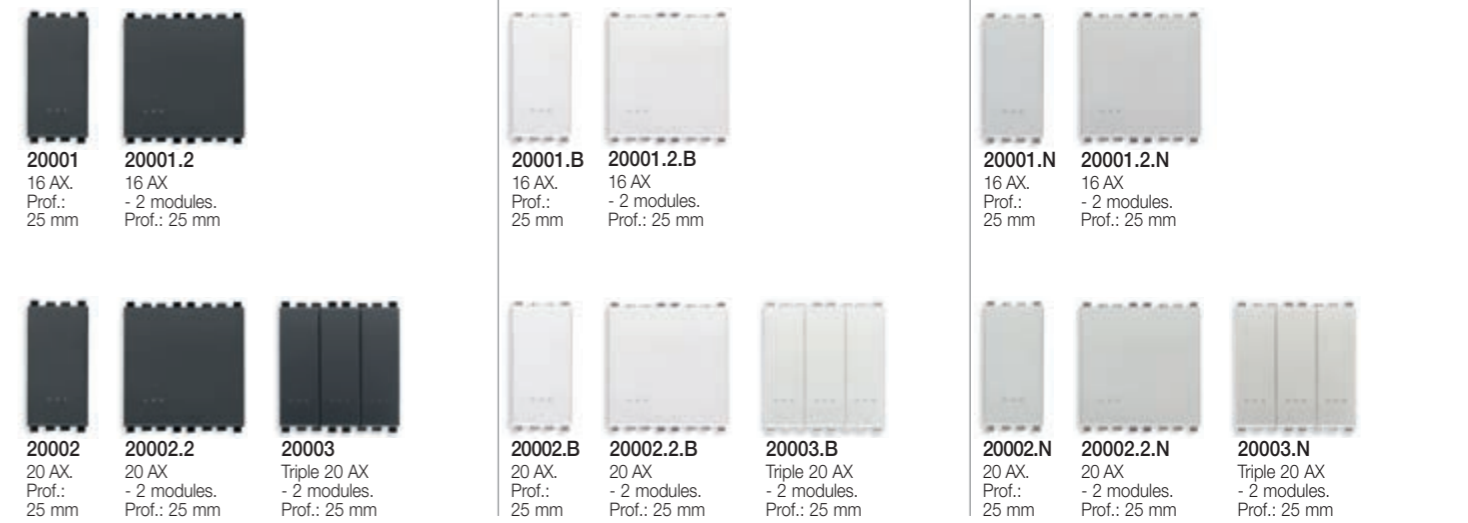 20001
16 AX.
Prof.:
25 mm
20001.2
16 AX
- 2 modules.
Prof.: 25 mm
20001.B
16 AX.
Prof.:
25 mm
20001.2.B
16 AX
- 2 modules.
Prof.: 25 mm
20001.N
16 AX.
Prof.:
25 mm
20001.2.N
16 AX
- 2 modules.
Prof.: 25 mm
20002
20 AX.
Prof.:
25 mm
20002.2
20 AX
- 2 modules.
Prof.: 25 mm
20003
Triple 20 AX
- 2 modules.
Prof.: 25 mm
20002.B
20 AX.
Prof.:
25 mm
20002.2.B
20 AX
- 2 modules.
Prof.: 25 mm
20003.B
Triple 20 AX
- 2 modules.
Prof.: 25 mm
20002.N
20 AX.
Prof.:
25 mm
20002.2.N
20 AX
- 2 modules.
Prof.: 25 mm
20003.N
Triple 20 AX
- 2 modules.
Prof.: 25 mm